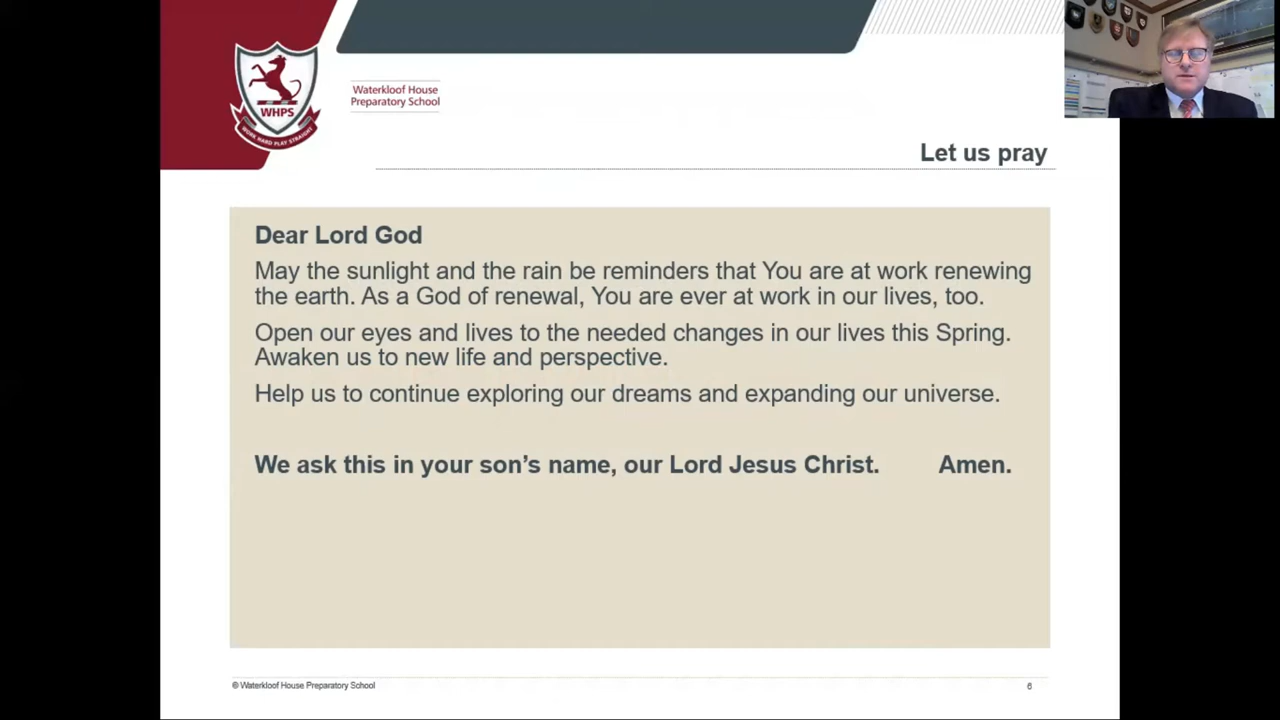 WHPS
WORK HARD PLAY STRAIGHT
Waterkloof House
Preparatory School
Let us pray
Dear Lord God
May the sunlight and the rain be reminders that You are at work renewing
the earth. As a God of renewal, You are ever at work in our lives, too.
Open our eyes and lives to the needed changes in our lives this Spring.
Awaken us to new life and perspective.
Help us to continue exploring our dreams and expanding our universe.
We ask this in your son’s name, our Lord Jesus Christ. Amen.
© Waterkloof House Preparatory School 6